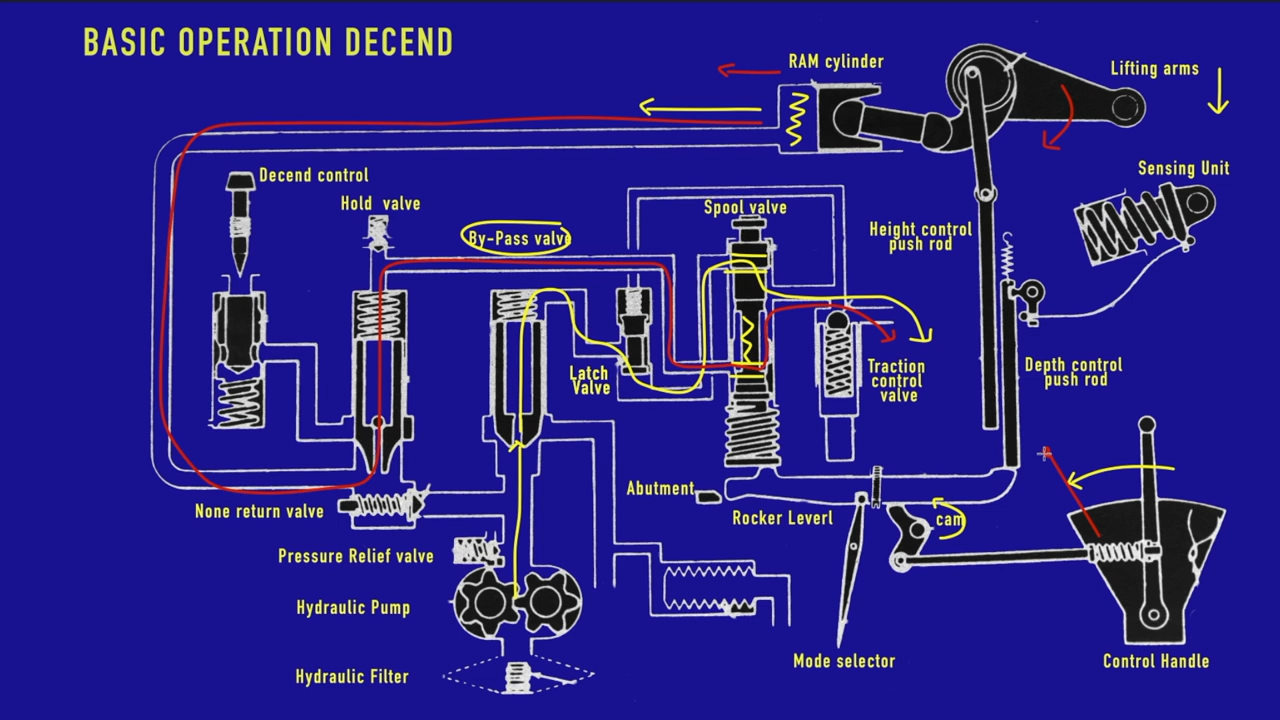 BASIC OPERATION DECEND
RAM cylinder
Lifting arms
Sensing Unit
Decend control
Hold valve
By-Pass valve
Spool valve
Height control
push rod
Latch
Valve
Traction
control
valve
Depth control
push rod
Abutment
Rocker Leverl
cam
None return valve
Pressure Relief valve
Hydraulic Pump
Hydraulic Filter
Mode selector
Control Handle